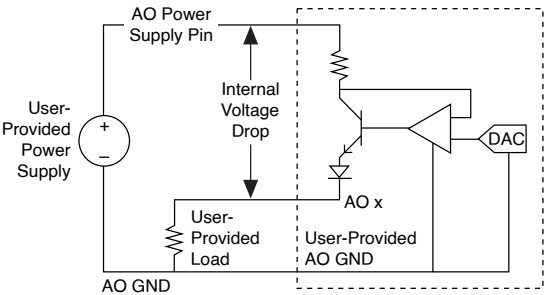 AO Power
Supply Pin
Internal
Voltage
Drop
User-
Provided
Power
Supply
+
–
DAC
AO x
User-
Provided
Load
User-Provided
AO GND
AO GND